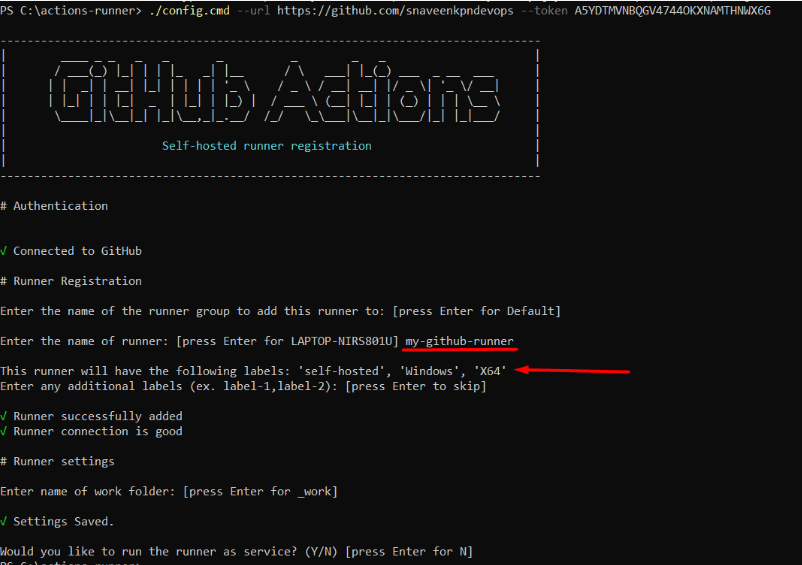 PS C:\actions-runner> ./config.cmd --url https://github.com/snaveenkpndevops --token A5YDTMVNBQGV4744OKXNAMTHNWX6G
GitHub Actions
Self-hosted runner registration
# Authentication
√ Connected to GitHub
# Runner Registration
Enter the name of the runner group to add this runner to: [press Enter for Default]
Enter the name of runner: [press Enter for LAPTOP-NIRS801U] my-github-runner
This runner will have the following labels: 'self-hosted', 'Windows', 'X64'
Enter any additional labels (ex. label-1,label-2): [press Enter to skip]
√ Runner successfully added
√ Runner connection is good
# Runner settings
Enter name of work folder: [press Enter for _work]
√ Settings Saved.
Would you like to run the runner as service? (Y/N) [press Enter for N]
PS C:\actions-runner>